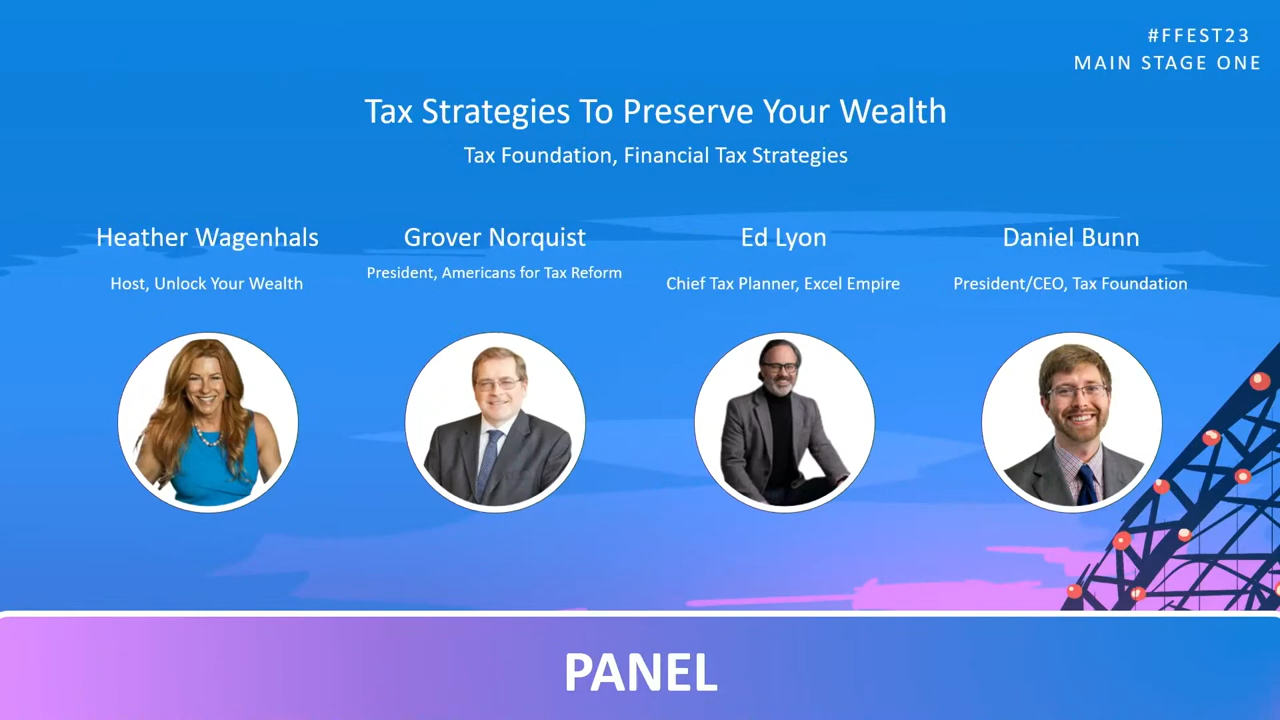 #FFEST23
MAIN STAGE ONE
Tax Strategies To Preserve Your Wealth
Tax Foundation, Financial Tax Strategies
Heather Wagenhals
Host, Unlock Your Wealth
Grover Norquist
President, Americans for Tax Reform
Ed Lyon
Chief Tax Planner, Excel Empire
Daniel Bunn
President/CEO, Tax Foundation
PANEL